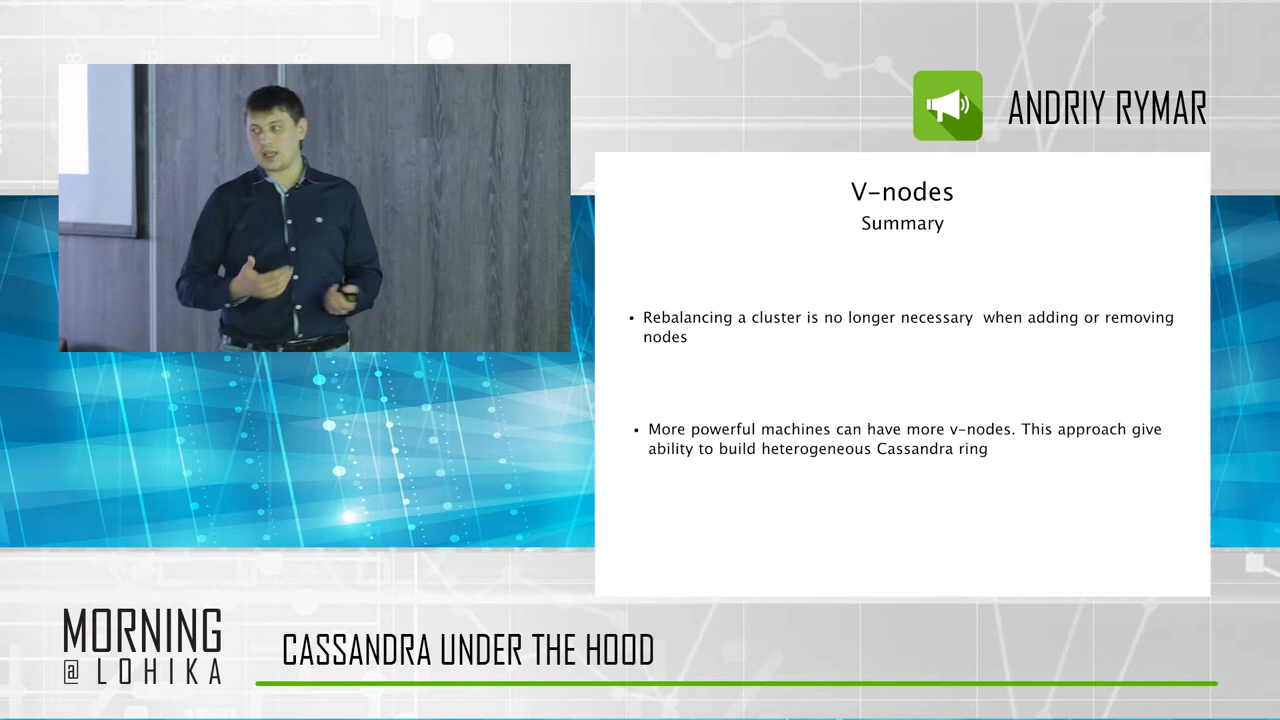 ANDRIY RYMAR
V-nodes
Summary
• Rebalancing a cluster is no longer necessary when adding or removing
nodes
• More powerful machines can have more v-nodes. This approach give
ability to build heterogeneous Cassandra ring
MORNING
@ LOHIKA
CASSANDRA UNDER THE HOOD